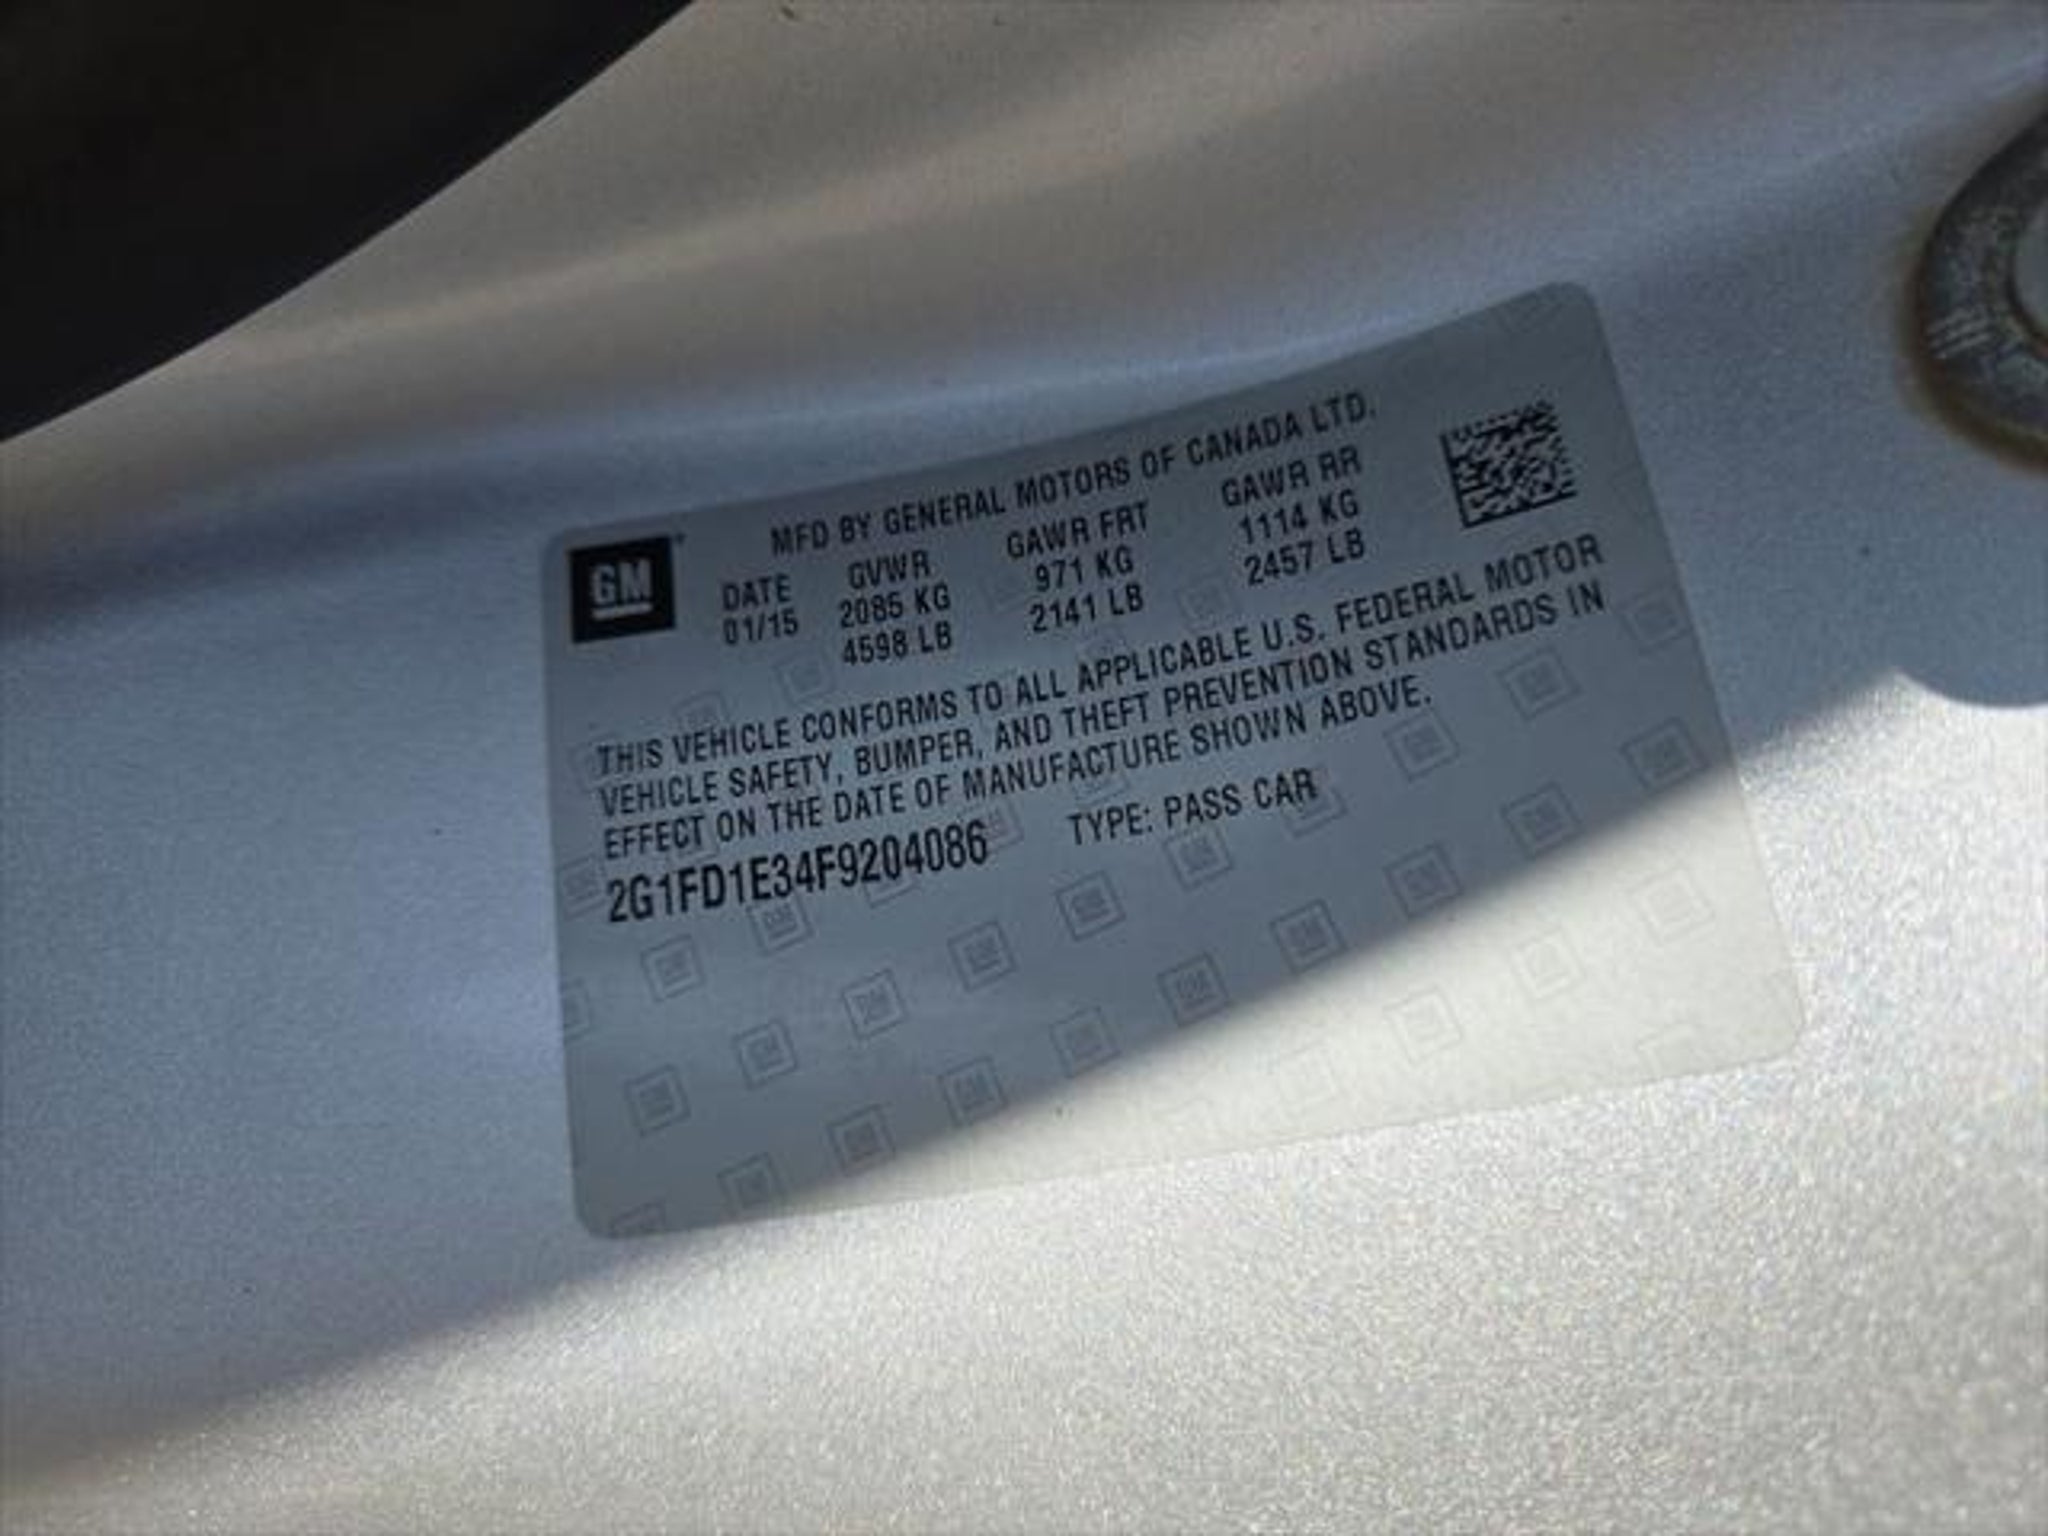 GM
MFD BY GENERAL MOTORS OF CANADA LTD.
DATE GVWR GAWR FRT GAWR RR
01/15 2085 KG 971 KG 1114 KG
4598 LB 2141 LB 2457 LB
THIS VEHICLE CONFORMS TO ALL APPLICABLE U.S. FEDERAL MOTOR
VEHICLE SAFETY, BUMPER, AND THEFT PREVENTION STANDARDS IN
EFFECT ON THE DATE OF MANUFACTURE SHOWN ABOVE.
2G1FD1E34F9204086 TYPE: PASS CAR